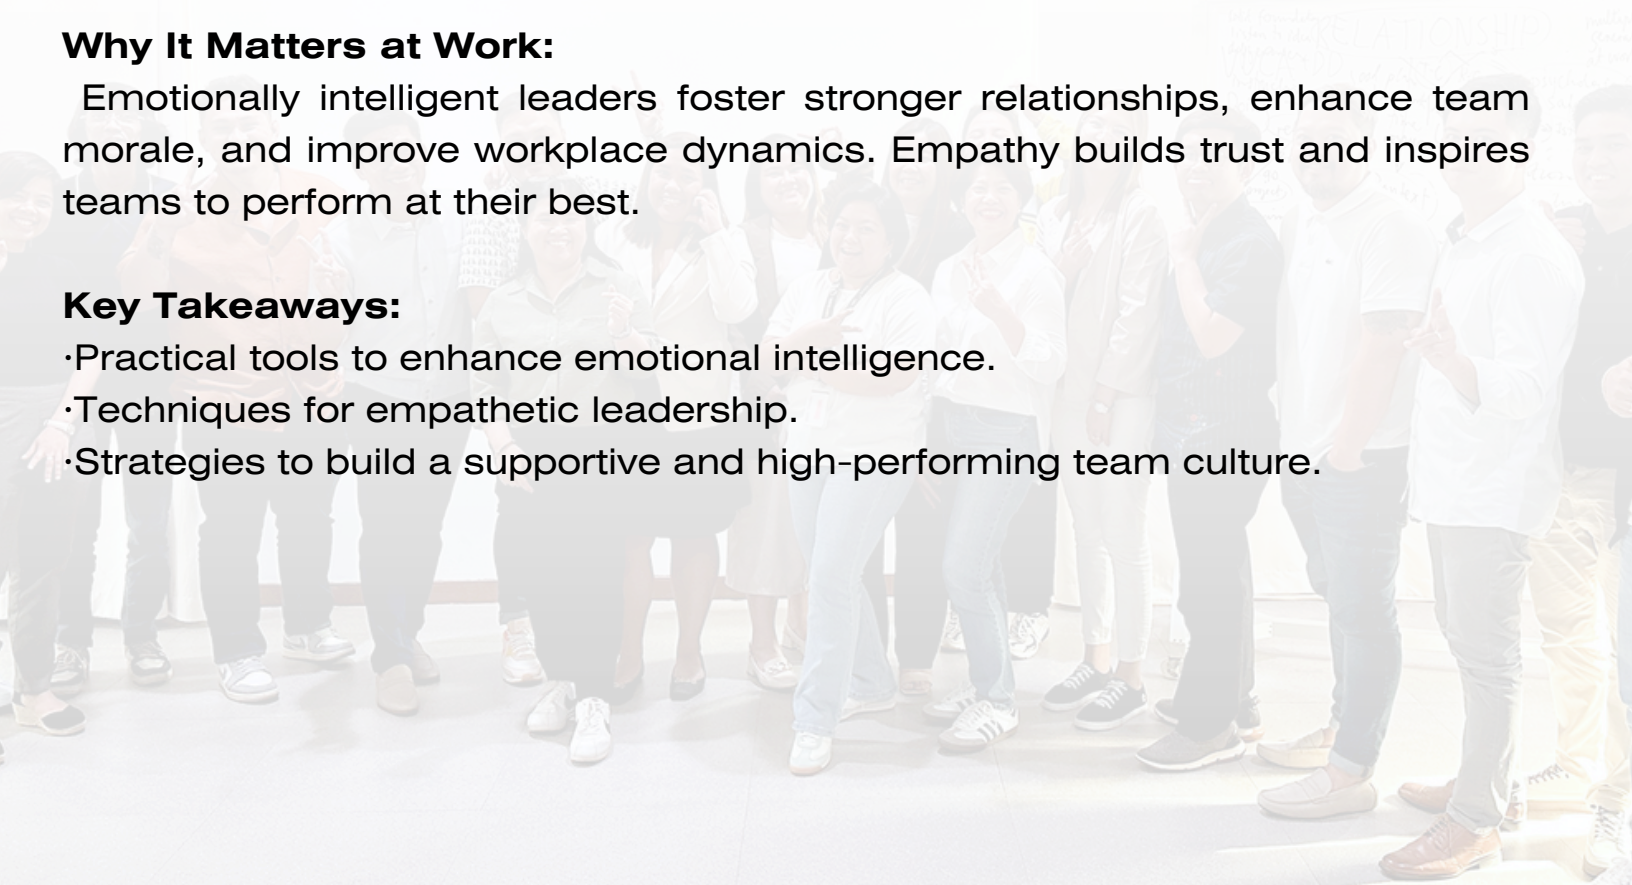 Why It Matters at Work:
Emotionally intelligent leaders foster stronger relationships, enhance team
morale, and improve workplace dynamics. Empathy builds trust and inspires
teams to perform at their best.
Key Takeaways:
·Practical tools to enhance emotional intelligence.
·Techniques for empathetic leadership.
·Strategies to build a supportive and high-performing team culture.
RELATIONSHIP